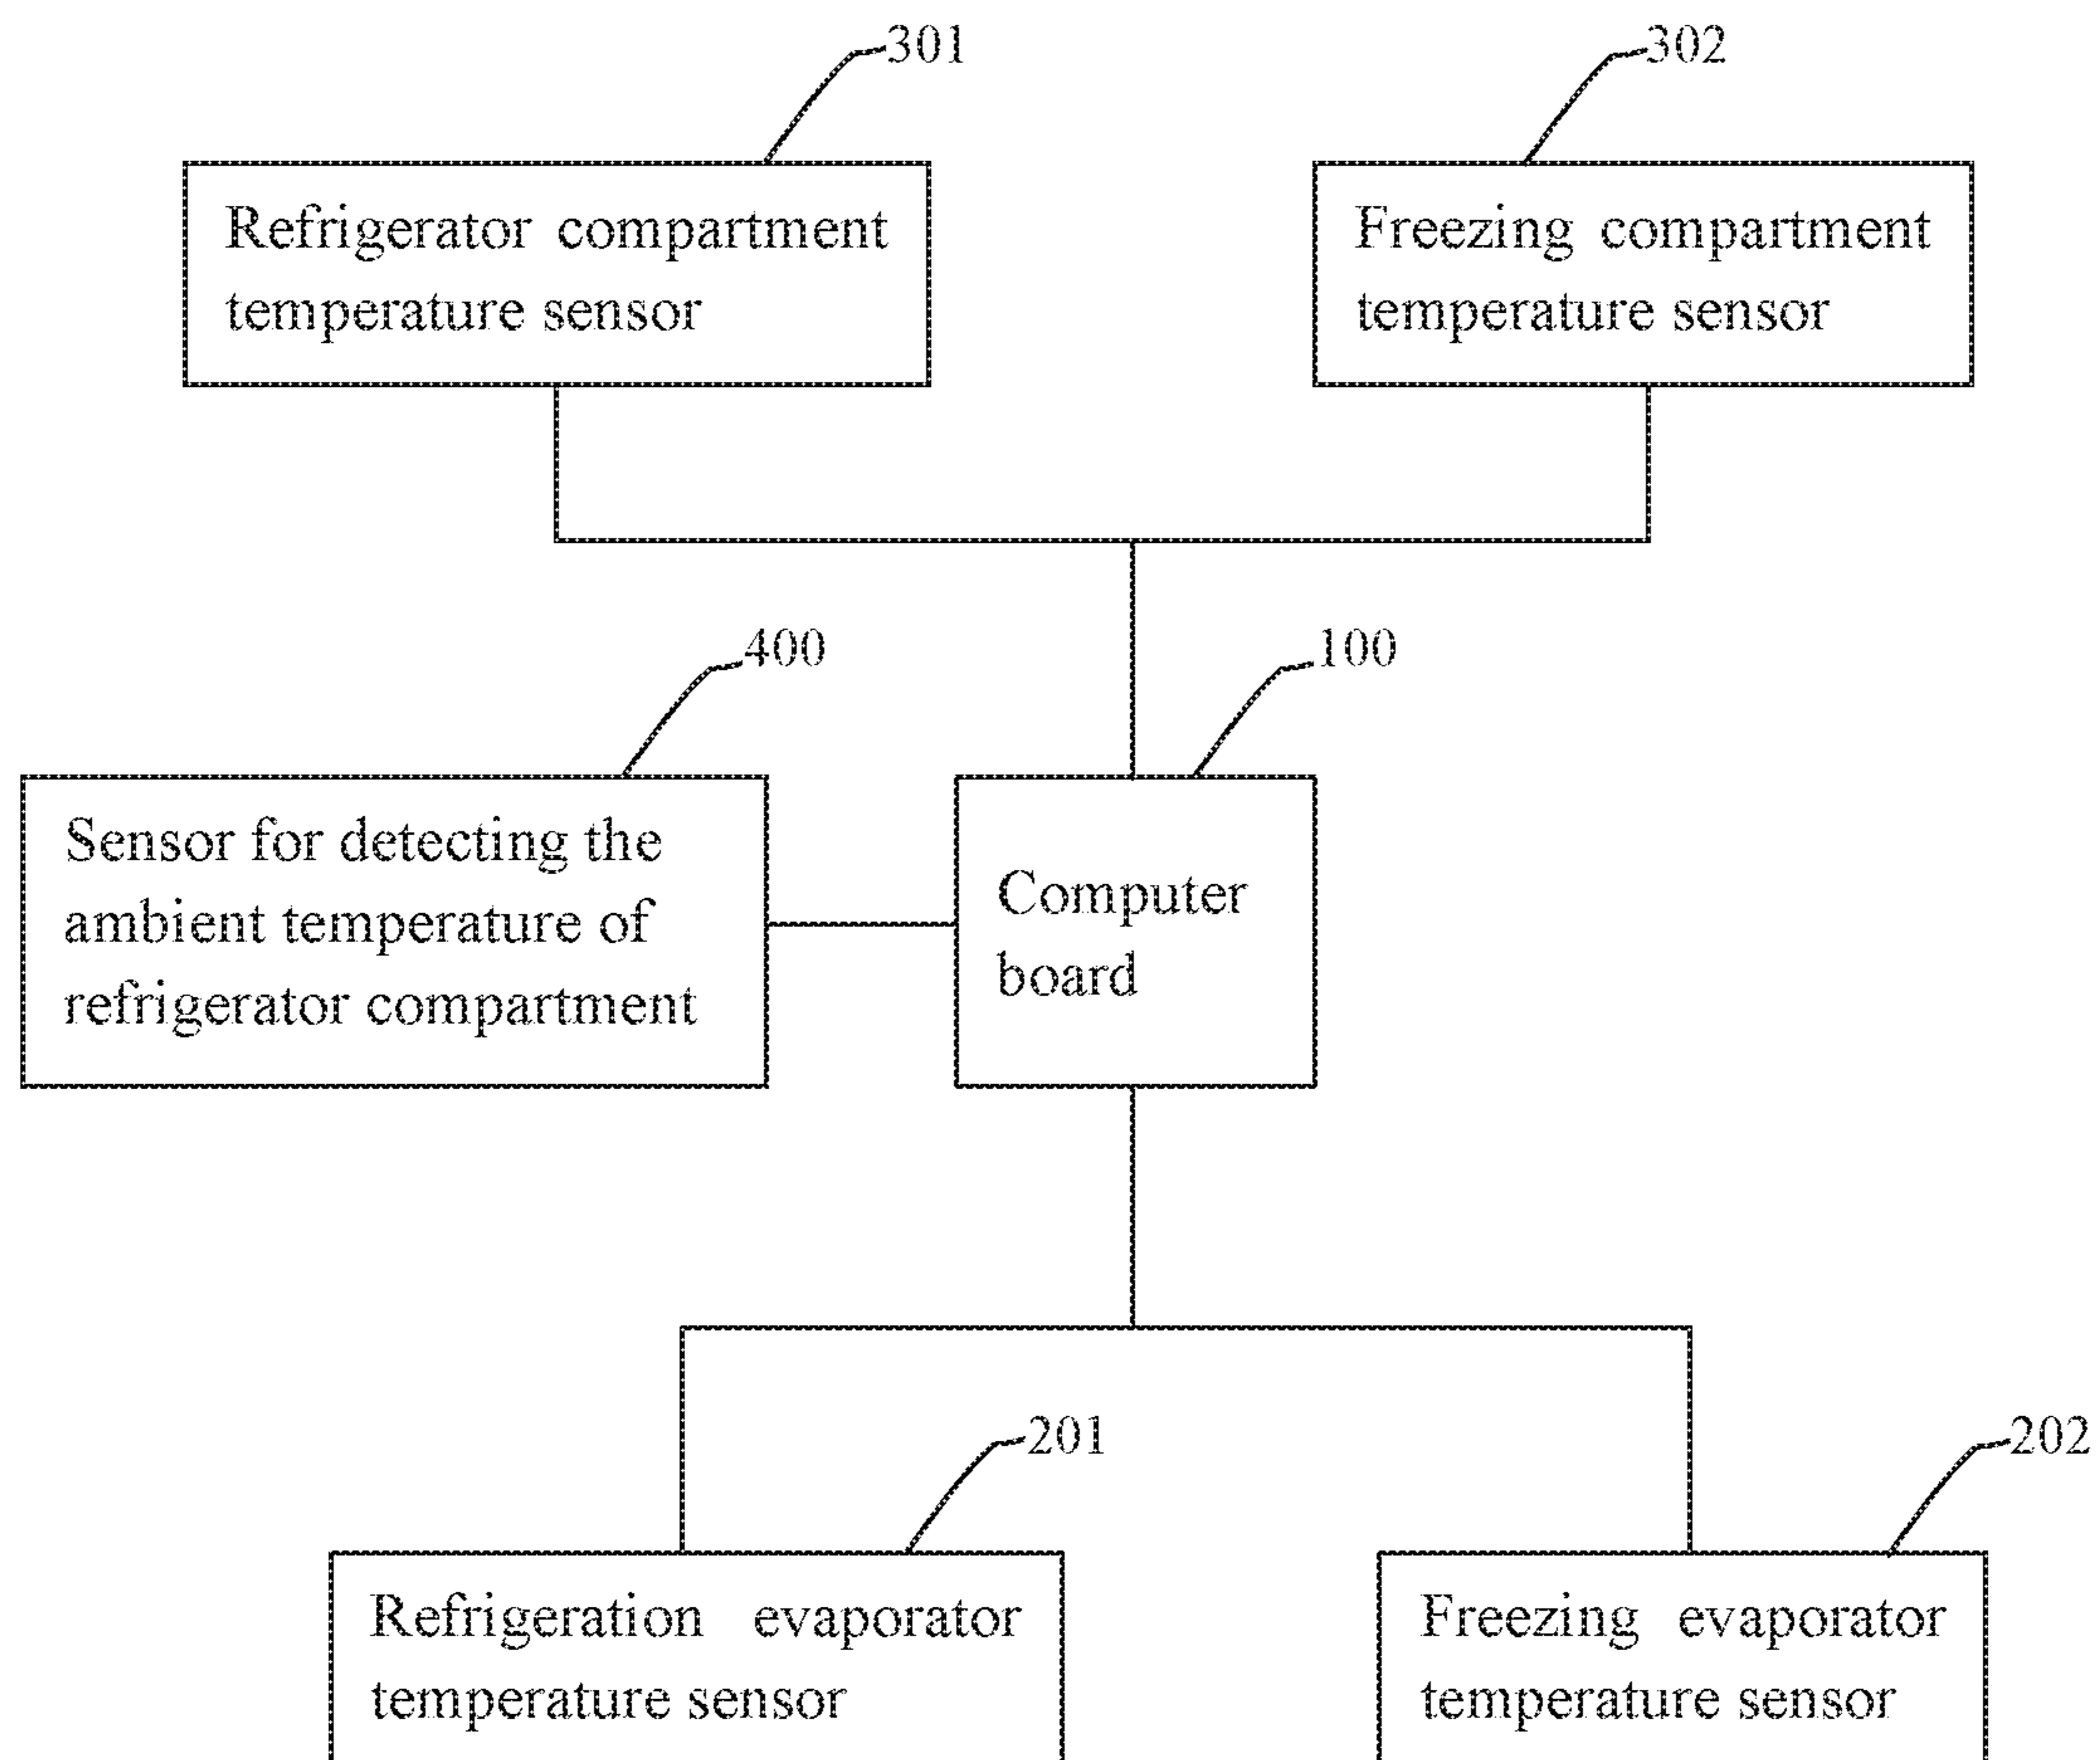 301
302
Refrigerator compartment
temperature sensor
Freezing compartment
temperature sensor
400
100
Sensor for detecting the
ambient temperature of
refrigerator compartment
Computer
board
201
202
Refrigeration evaporator
temperature sensor
Freezing evaporator
temperature sensor